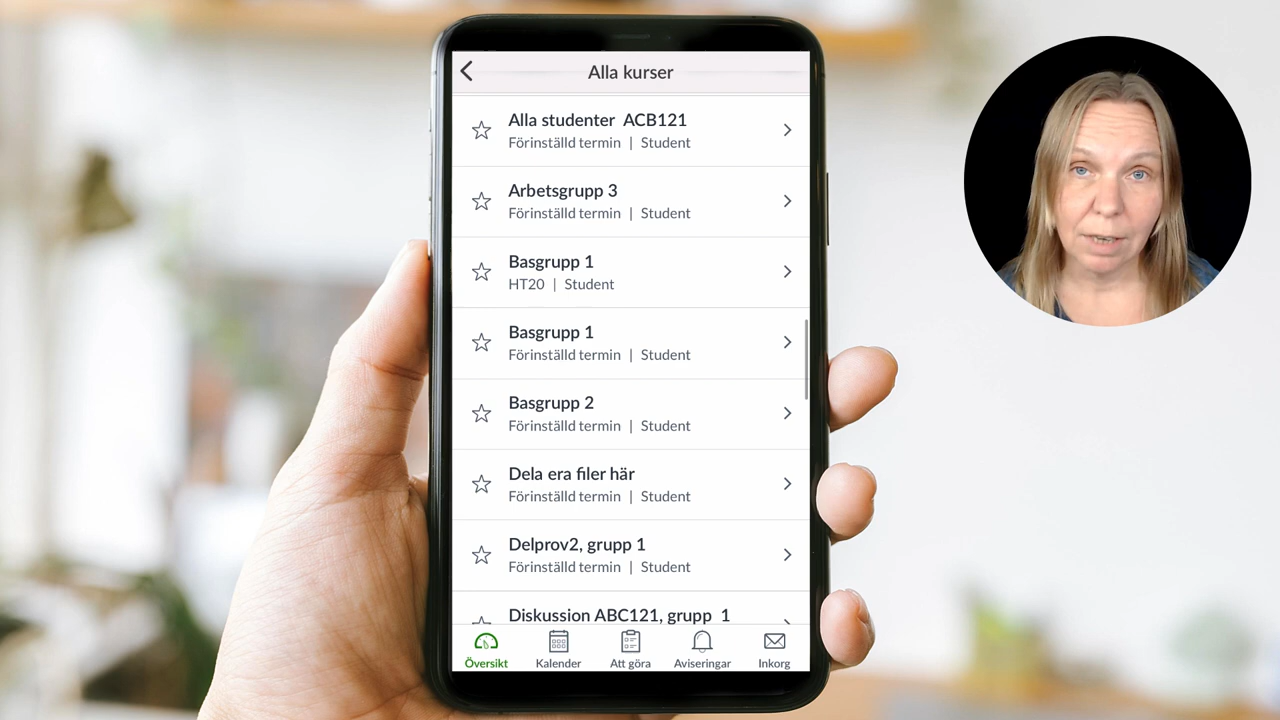 Alla kurser
Alla studenter  ACB121
Förinställd termin | Student
Arbetsgrupp 3
Förinställd termin | Student
Basgrupp 1
HT20 | Student
Basgrupp 1
Förinställd termin | Student
Basgrupp 2
Förinställd termin | Student
Dela era filer här
Förinställd termin | Student
Delprov2, grupp 1
Förinställd termin | Student
Diskussion ABC121, grupp  1
Översikt Kalender Att göra Aviseringar Inkorg